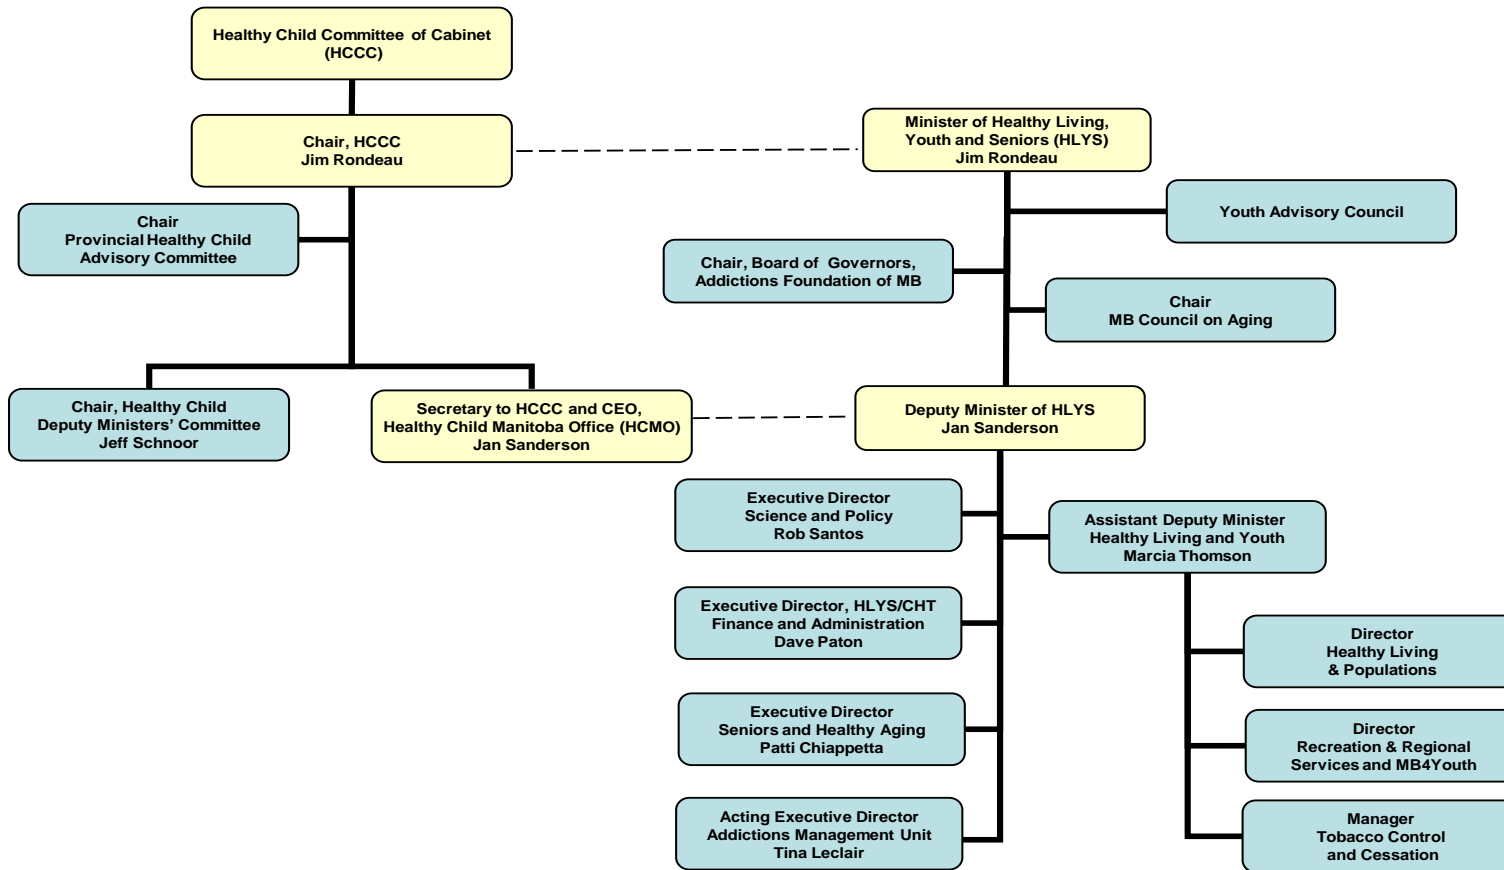 Healthy Child Committee of Cabinet
(HCCC)
Chair, HCCC
Jim Rondeau
Minister of Healthy Living,
Youth and Seniors (HLYS)
Jim Rondeau
Chair
Provincial Healthy Child
Advisory Committee
Youth Advisory Council
Chair, Board of Governors,
Addictions Foundation of MB
Chair
MB Council on Aging
Chair, Healthy Child
Deputy Ministers' Committee
Jeff Schnoor
Secretary to HCCC and CEO,
Healthy Child Manitoba Office (HCMO)
Jan Sanderson
Deputy Minister of HLYS
Jan Sanderson
Executive Director
Science and Policy
Rob Santos
Assistant Deputy Minister
Healthy Living and Youth
Marcia Thomson
Executive Director, HLYS/CHT
Finance and Administration
Dave Paton
Director
Healthy Living
& Populations
Executive Director
Seniors and Healthy Aging
Patti Chiappetta
Director
Recreation & Regional
Services and MB4Youth
Acting Executive Director
Addictions Management Unit
Tina Leclair
Manager
Tobacco Control
and Cessation